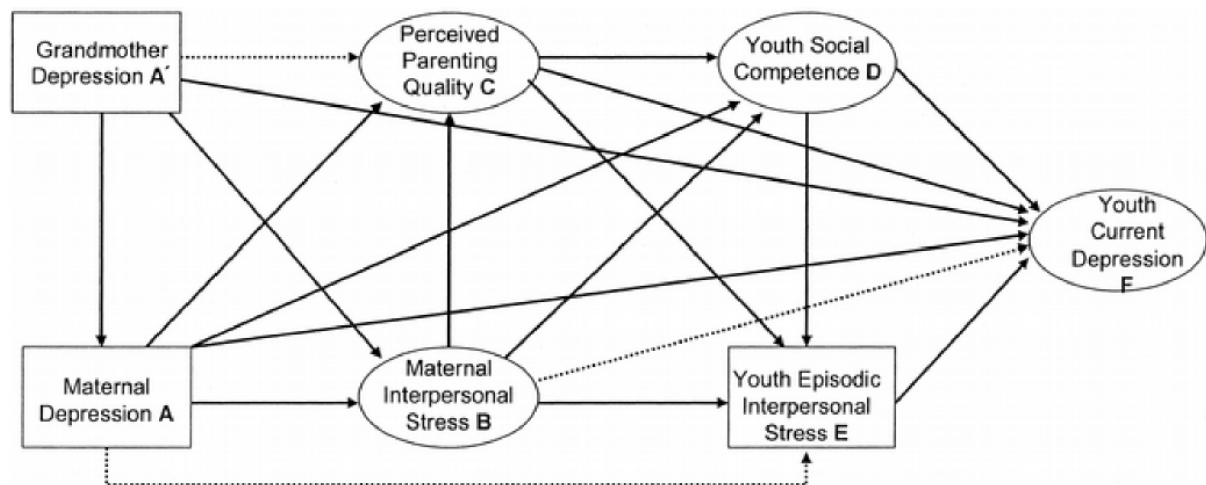 Grandmother
Depression A´
Perceived
Parenting
Quality C
Youth Social
Competence D
Youth
Current
Depression
F
Maternal
Depression A
Maternal
Interpersonal
Stress B
Youth Episodic
Interpersonal
Stress E